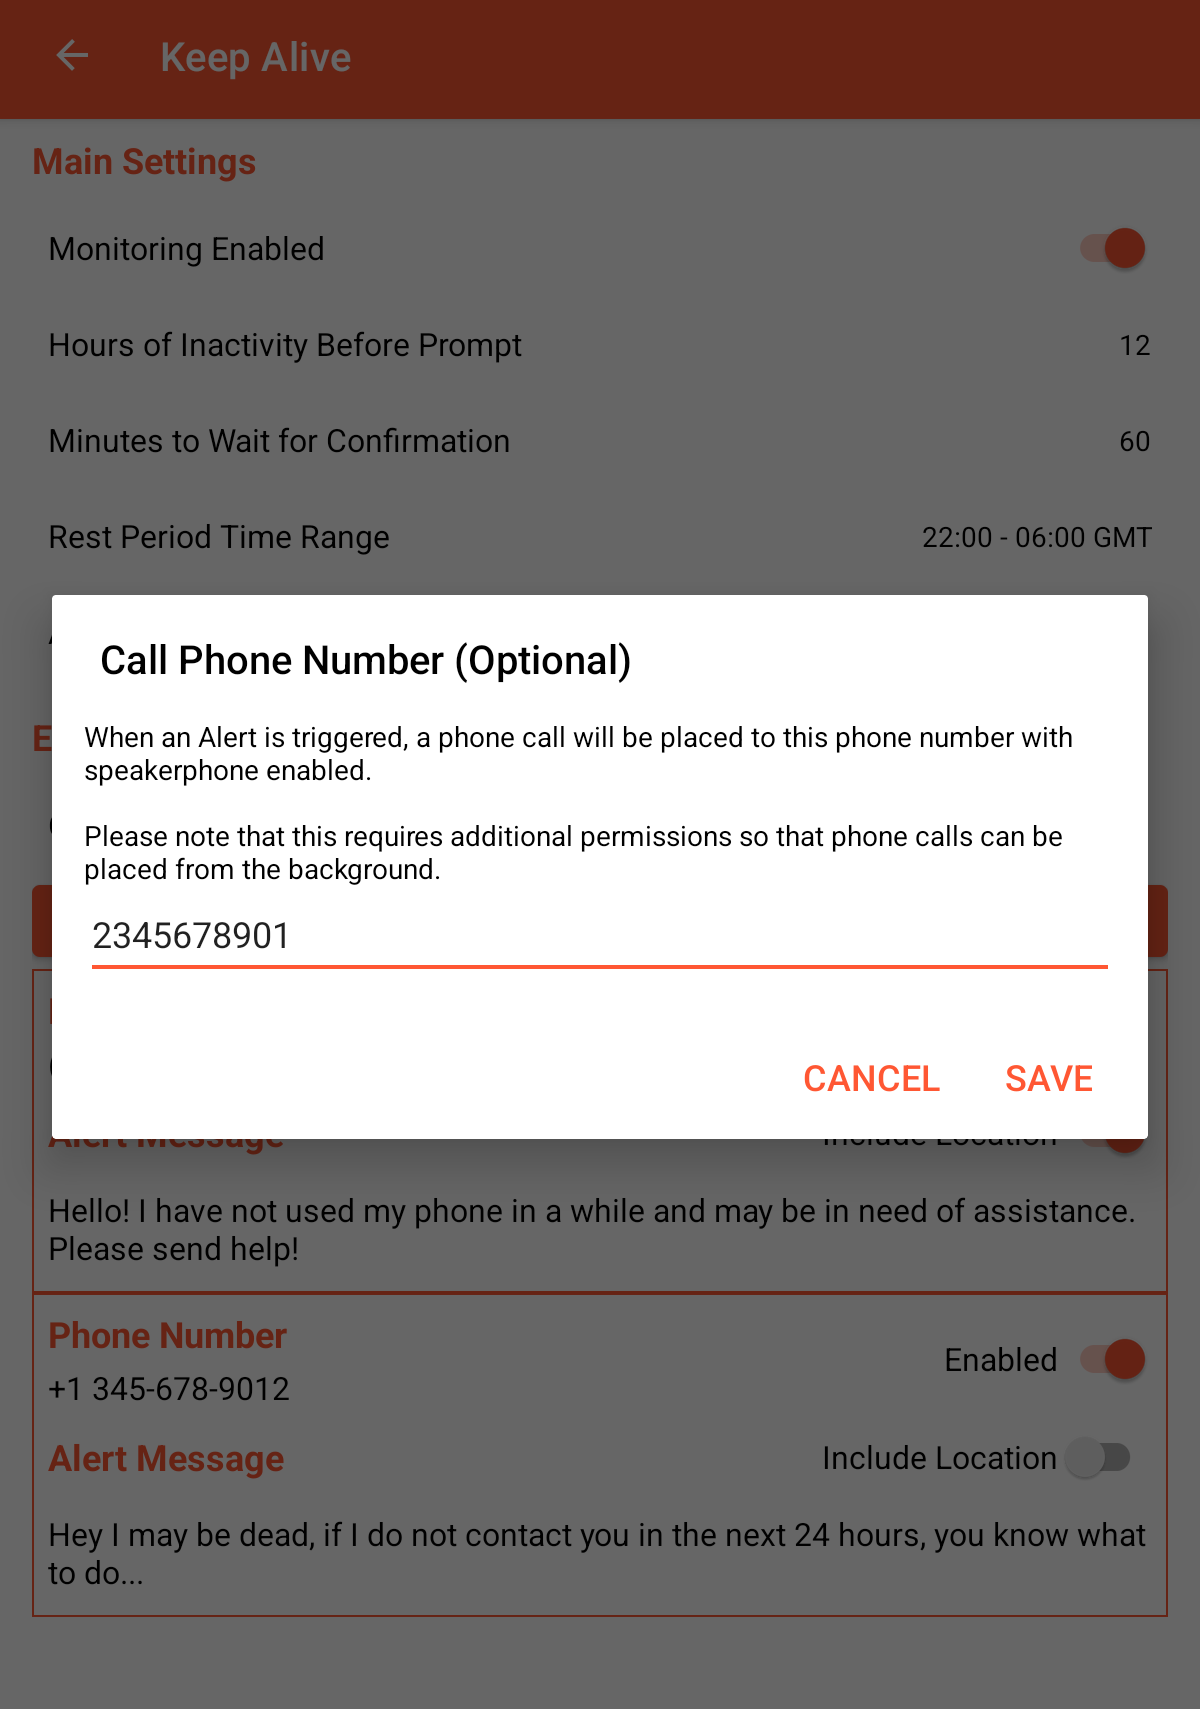 Keep Alive
Main Settings
Monitoring Enabled
Hours of Inactivity Before Prompt 12
Minutes to Wait for Confirmation 60
Rest Period Time Range 22:00 - 06:00 GMT
Call Phone Number (Optional)
When an Alert is triggered, a phone call will be placed to this phone number with
speakerphone enabled.
Please note that this requires additional permissions so that phone calls can be
placed from the background.
2345678901
CANCEL SAVE
Alert Message Include Location
Hello! I have not used my phone in a while and may be in need of assistance.
Please send help!
Phone Number
Enabled
+1 345-678-9012
Alert Message Include Location
Hey I may be dead, if I do not contact you in the next 24 hours, you know what
to do...